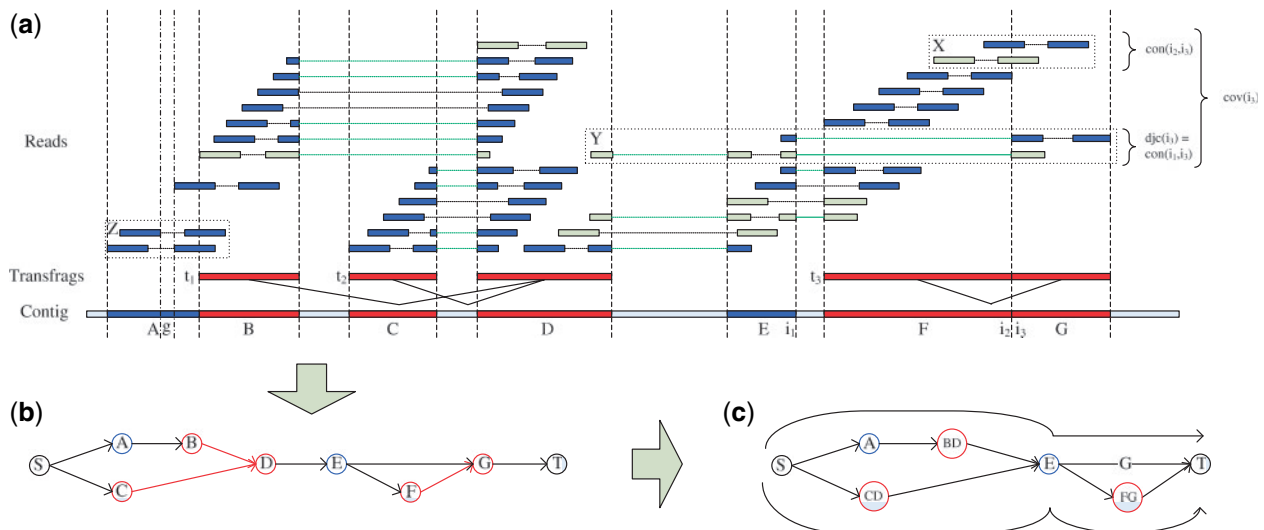 (a)
X
con(i2,i3)
cov(i3)
Reads
Y
djc(i3) =
con(i1,i3)
Z
Transfrags
t1
t2
t3
Contig
A g B C D E i1 F i2 i3 G
(b)
S A B C D E F G T
(c)
S A BD CD E G FG T